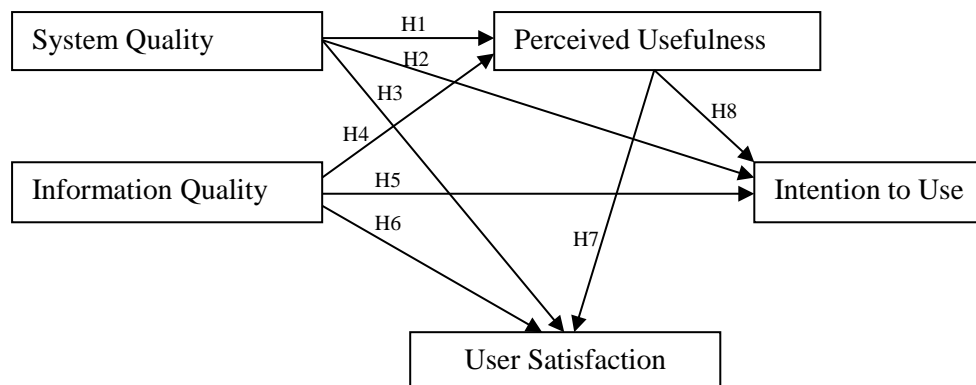 System Quality
H1
Perceived Usefulness
H2
H3
H8
H4
Information Quality
H5
Intention to Use
H6
H7
User Satisfaction